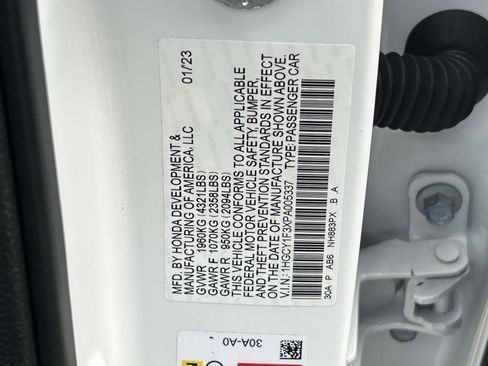 MFD. BY HONDA DEVELOPMENT & 01/23
MANUFACTURING OF AMERICA, LLC
GVWR 1960KG (4321LBS)
GAWR F 1070KG (2358LBS)
GAWR R 950KG (2094LBS)
THIS VEHICLE CONFORMS TO ALL APPLICABLE
FEDERAL MOTOR VEHICLE SAFETY, BUMPER,
AND THEFT PREVENTION STANDARDS IN EFFECT
ON THE DATE OF MANUFACTURE SHOWN ABOVE.
V.I.N.: 1HGCY1F3XPA005337 TYPE:PASSENGER CAR
30A P AB6 NH883PX .B .A
30A-A0